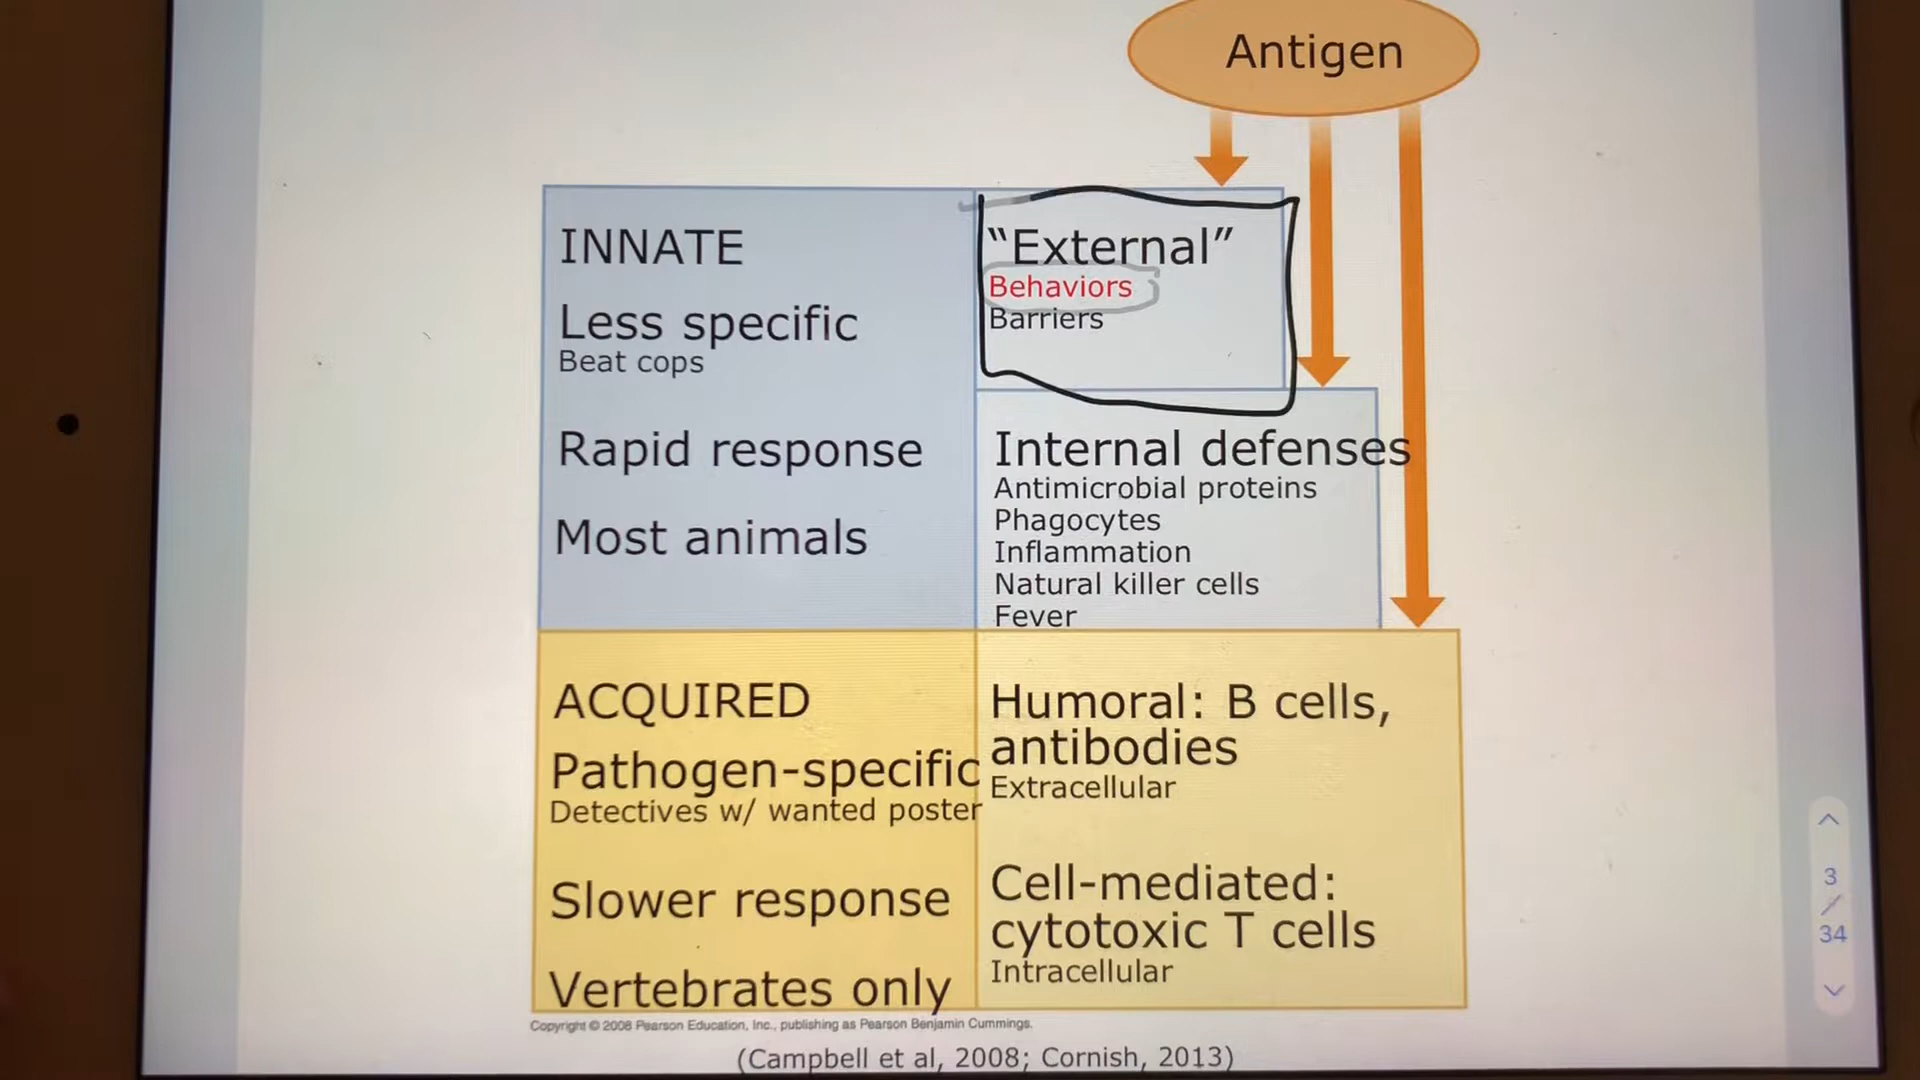 Antigen
INNATE
Less specific
Beat cops
Rapid response
Most animals
“External”
Behaviors
Barriers
Internal defenses
Antimicrobial proteins
Phagocytes
Inflammation
Natural killer cells
Fever
ACQUIRED
Pathogen-specific
Detectives w/ wanted poster
Slower response
Vertebrates only
Humoral: B cells,
antibodies
Extracellular
Cell-mediated:
cytotoxic T cells
Intracellular
Copyright © 2008 Pearson Education, Inc., publishing as Pearson Benjamin Cummings.
(Campbell et al, 2008; Cornish, 2013)
3
/
34